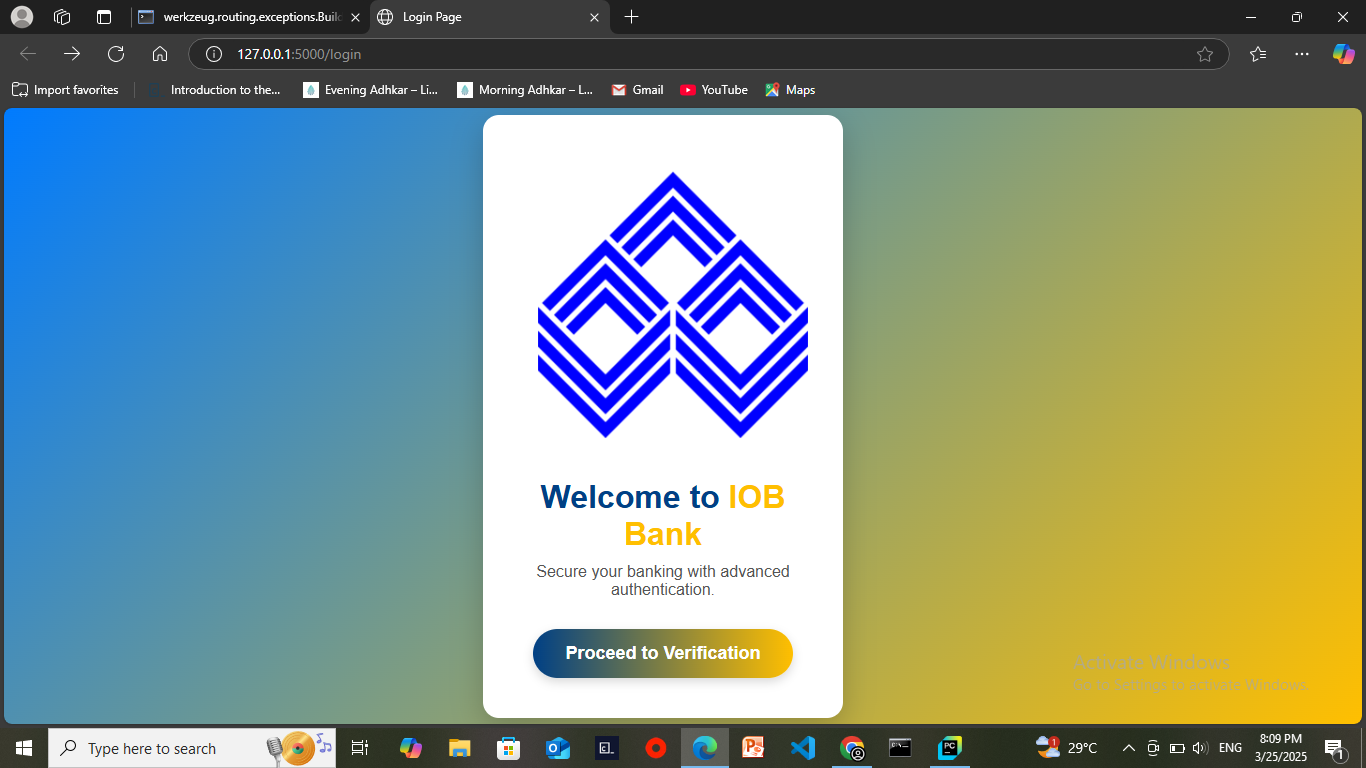 werkzeug.routing.exceptions.Build
Login Page
127.0.0.1:5000/login
Import favorites
Introduction to the...
Evening Adhkar – Li...
Morning Adhkar – L...
Gmail
YouTube
Maps
Welcome to IOB
Bank
Secure your banking with advanced
authentication.
Proceed to Verification
Activate Windows
Go to Settings to activate Windows.
Type here to search
PC
1
29°C
ENG
8:09 PM
3/25/2025
1